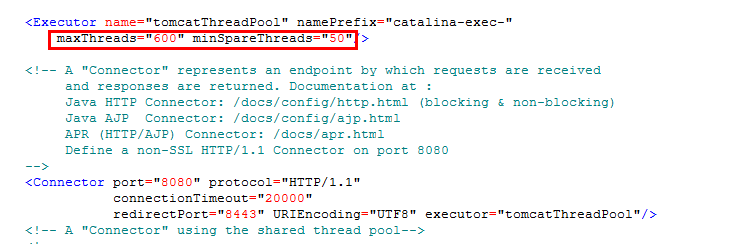 <Executor name="tomcatThreadPool" namePrefix="catalina-exec-"
maxThreads="600" minSpareThreads="50"/>
<!-- A "Connector" represents an endpoint by which requests are received
and responses are returned. Documentation at :
Java HTTP Connector: /docs/config/http.html (blocking & non-blocking)
Java AJP  Connector: /docs/config/ajp.html
APR (HTTP/AJP) Connector: /docs/apr.html
Define a non-SSL HTTP/1.1 Connector on port 8080
-->
<Connector port="8080" protocol="HTTP/1.1"
connectionTimeout="20000"
redirectPort="8443" URIEncoding="UTF8" executor="tomcatThreadPool"/>
<!-- A "Connector" using the shared thread pool-->